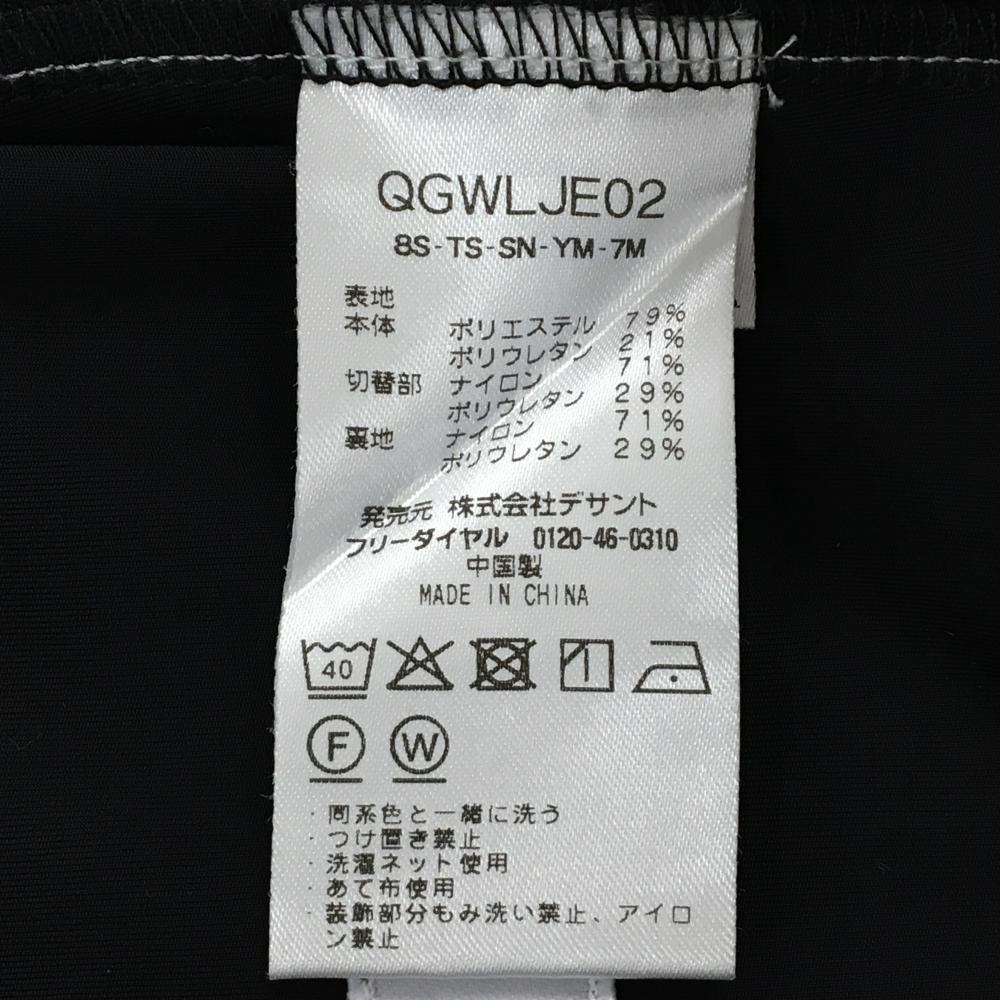 QGWLJE02
8S-TS-SN-YM-7M
表地
本体 ポリエステル 79%
ポリウレタン 21%
切替部 ナイロン 71%
ポリウレタン 29%
裏地 ナイロン 71%
ポリウレタン 29%
発売元 株式会社デサント
フリーダイヤル 0120-46-0310
中国製
MADE IN CHINA
40
F W
・同系色と一緒に洗う
・つけ置き禁止
・洗濯ネット使用
・あて布使用
・装飾部分もみ洗い禁止、アイロ
ン禁止